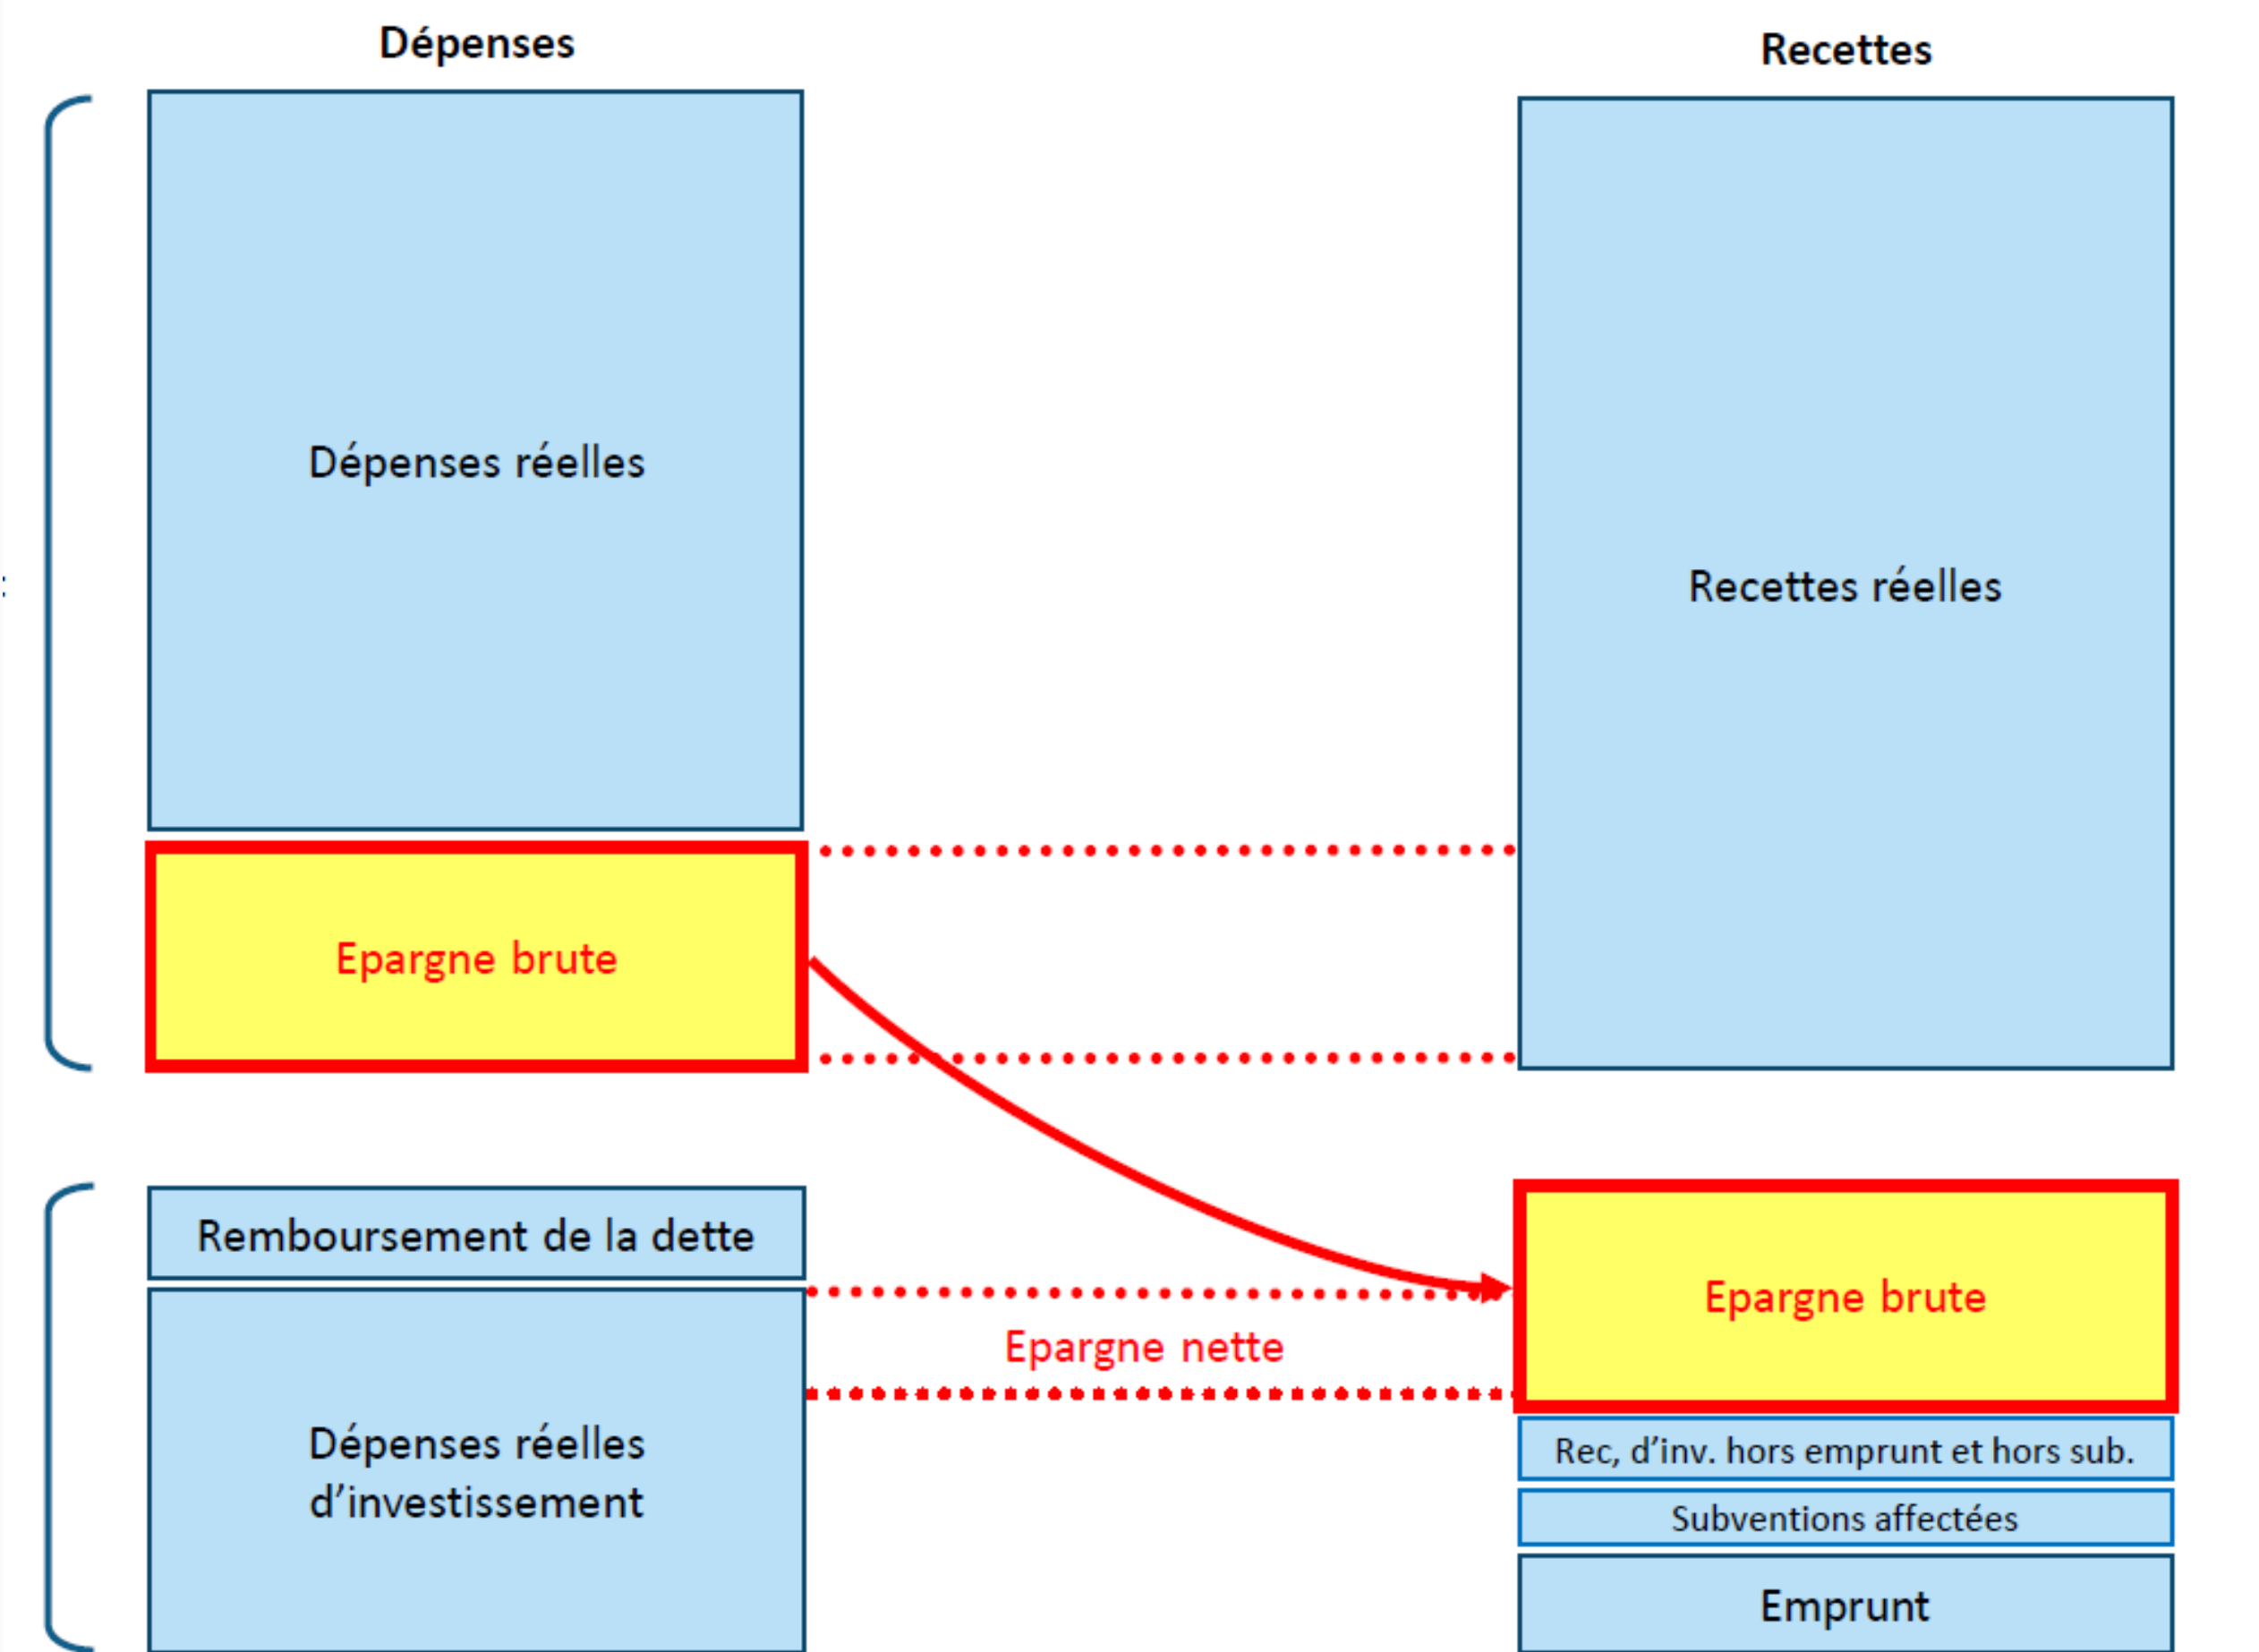 Dépenses
Recettes
Dépenses réelles
Recettes réelles
Epargne brute
Remboursement de la dette
Epargne brute
Epargne nette
Dépenses réelles
d’investissement
Rec, d’inv. hors emprunt et hors sub.
Subventions affectées
Emprunt